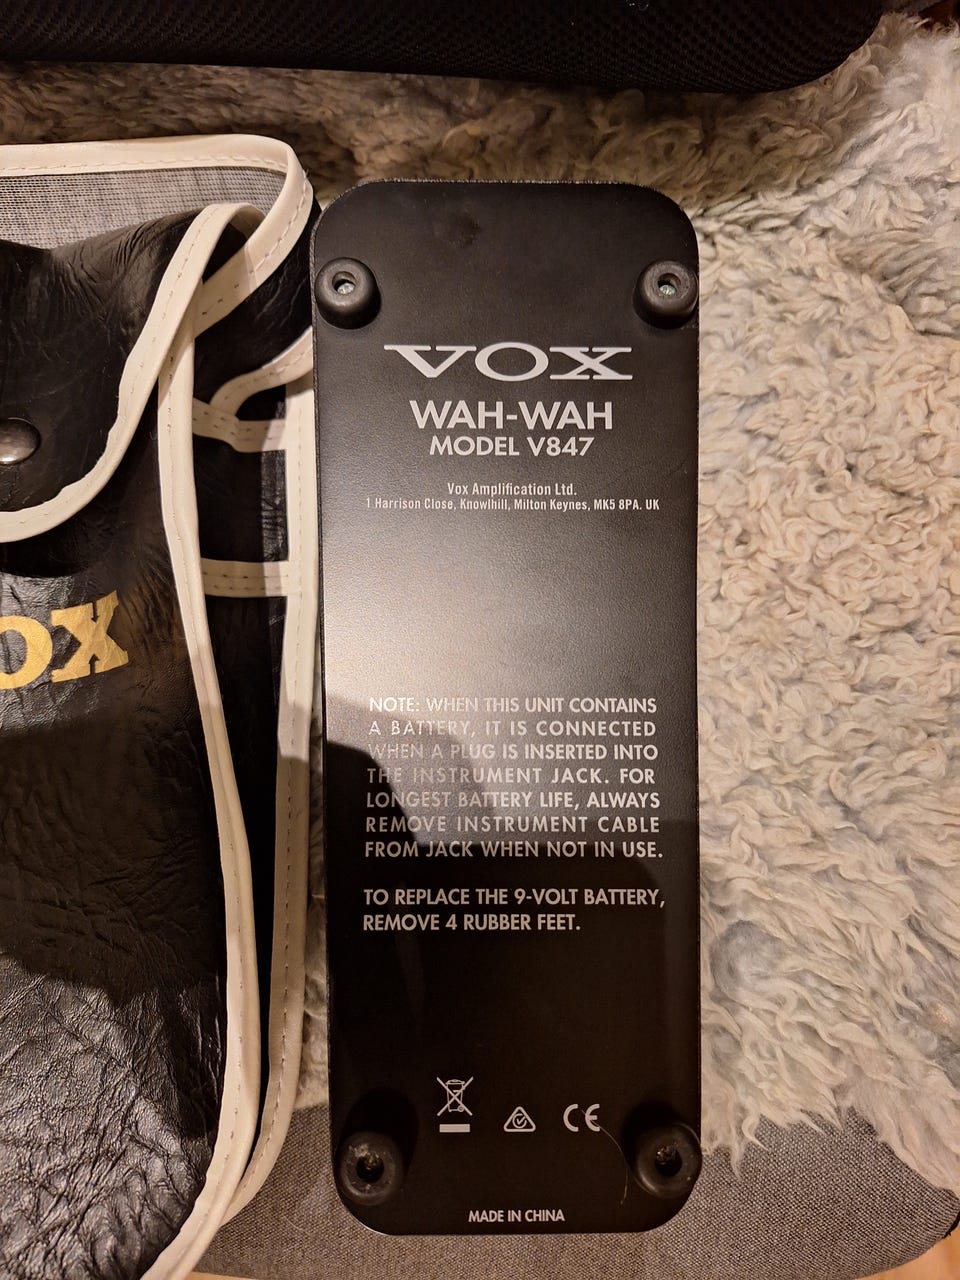 VOX
WAH-WAH
MODEL V847
Vox Amplification Ltd.
1 Harrison Close, Knowlhill, Milton Keynes, MK5 8PA. UK
NOTE: WHEN THIS UNIT CONTAINS
A BATTERY, IT IS CONNECTED
WHEN A PLUG IS INSERTED INTO
THE INSTRUMENT JACK. FOR
LONGEST BATTERY LIFE, ALWAYS
REMOVE INSTRUMENT CABLE
FROM JACK WHEN NOT IN USE.
TO REPLACE THE 9-VOLT BATTERY,
REMOVE 4 RUBBER FEET.
CE
MADE IN CHINA
OX